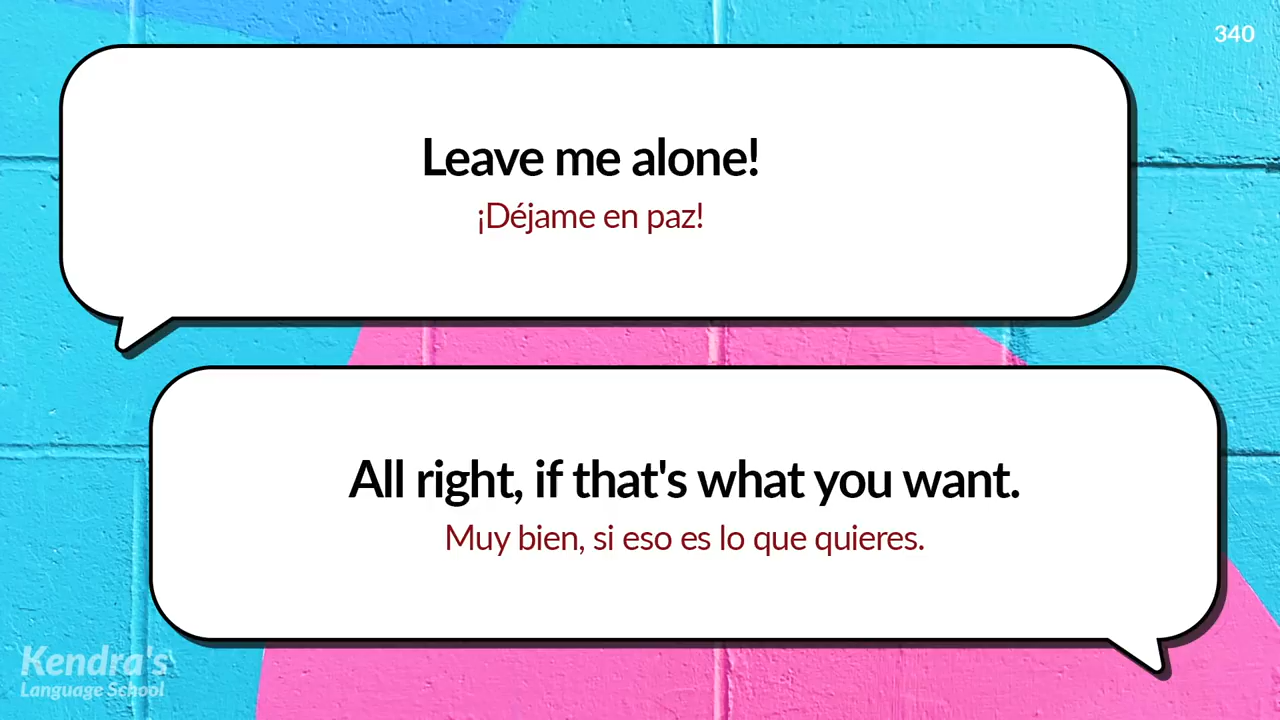 340
Leave me alone!
¡Déjame en paz!
All right, if that's what you want.
Muy bien, si eso es lo que quieres.
Kendra's
Language School